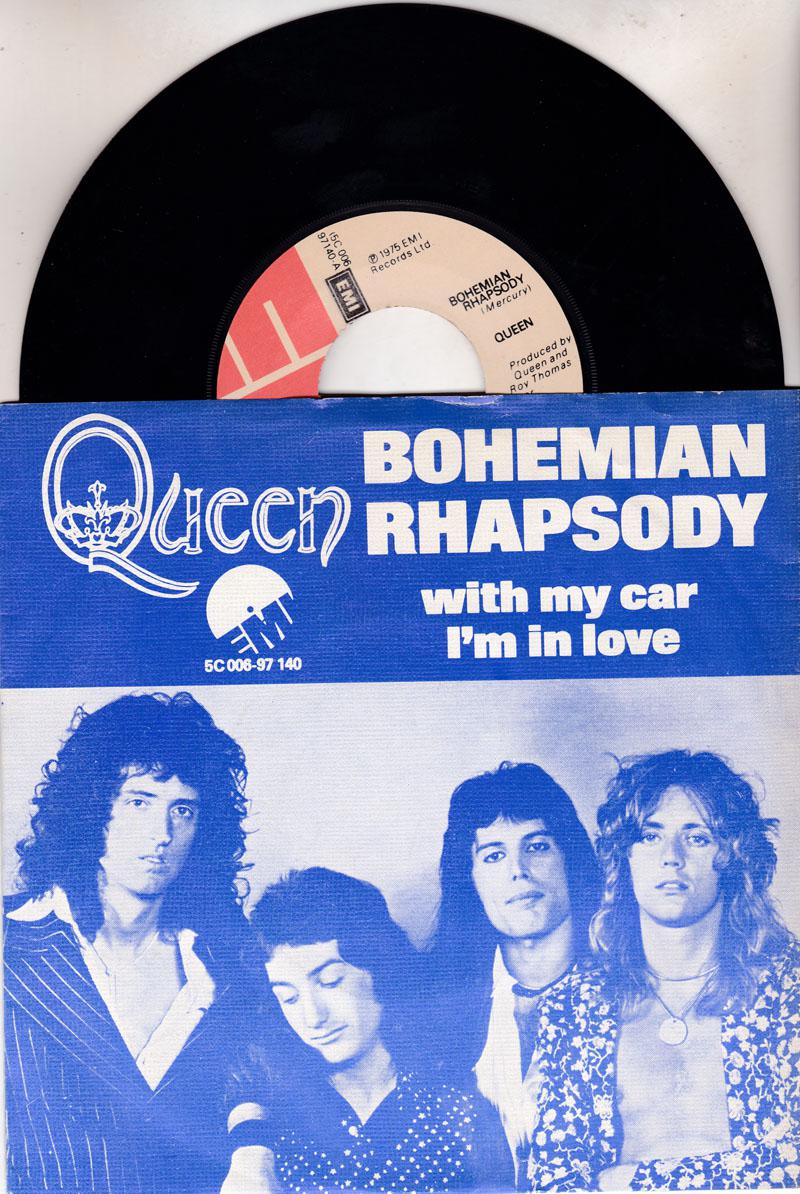 15C 006
97140-A
EMI
℗ 1975 EMI
Records Ltd.
BOHEMIAN
RHAPSODY
(Mercury)
QUEEN
Produced by
Queen and
Roy Thomas
Queen
BOHEMIAN
RHAPSODY
with my car
I'm in love
EMI
5C 006-97 140